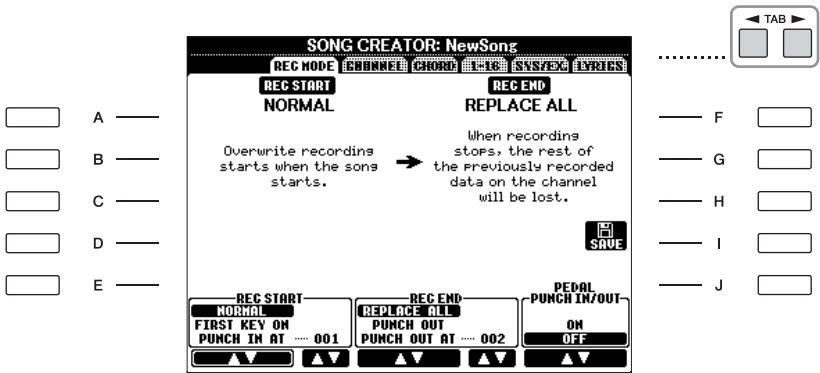 ◄ TAB ►
SONG CREATOR: NewSong
REC MODE CHANNEL CHORD 1-16 SYS/EX. LYRICS
REC START REC END
NORMAL REPLACE ALL
Overwrite recording
starts when the song
starts.
When recording
stops, the rest of
the previously recorded
data on the channel
will be lost.
A
B
C
D
E
F
G
H
I
J
SAVE
REC START
NORMAL
FIRST KEY ON
PUNCH IN AT ···· 001
REC END
REPLACE ALL
PUNCH OUT
PUNCH OUT AT ···· 002
PEDAL
PUNCH IN/OUT
ON
OFF
▲▼ ▲▼ ▲▼ ▲▼ ▲▼